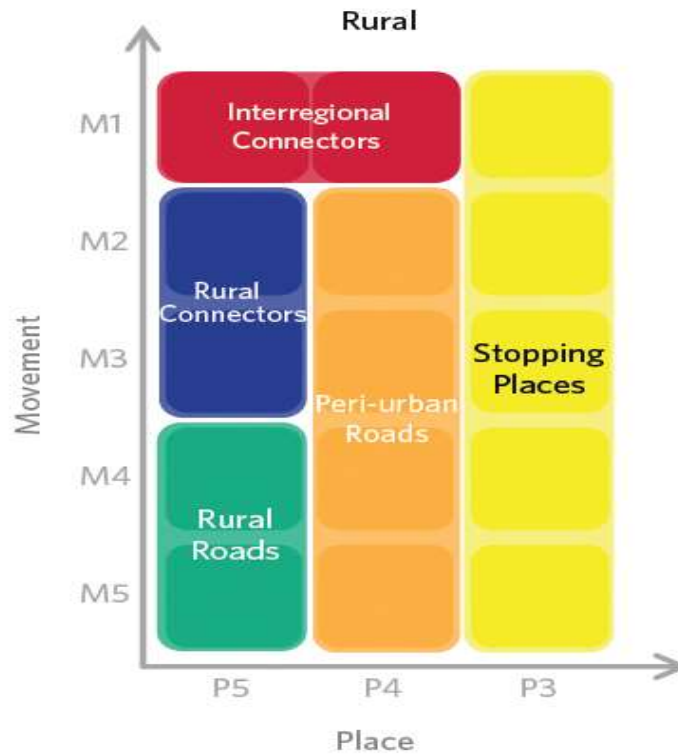 Rural
M1
Interregional
Connectors
M2
Rural
Connectors
M3
Movement
Stopping
Places
Peri-urban
Roads
M4
Rural
Roads
M5
P5 P4 P3
Place